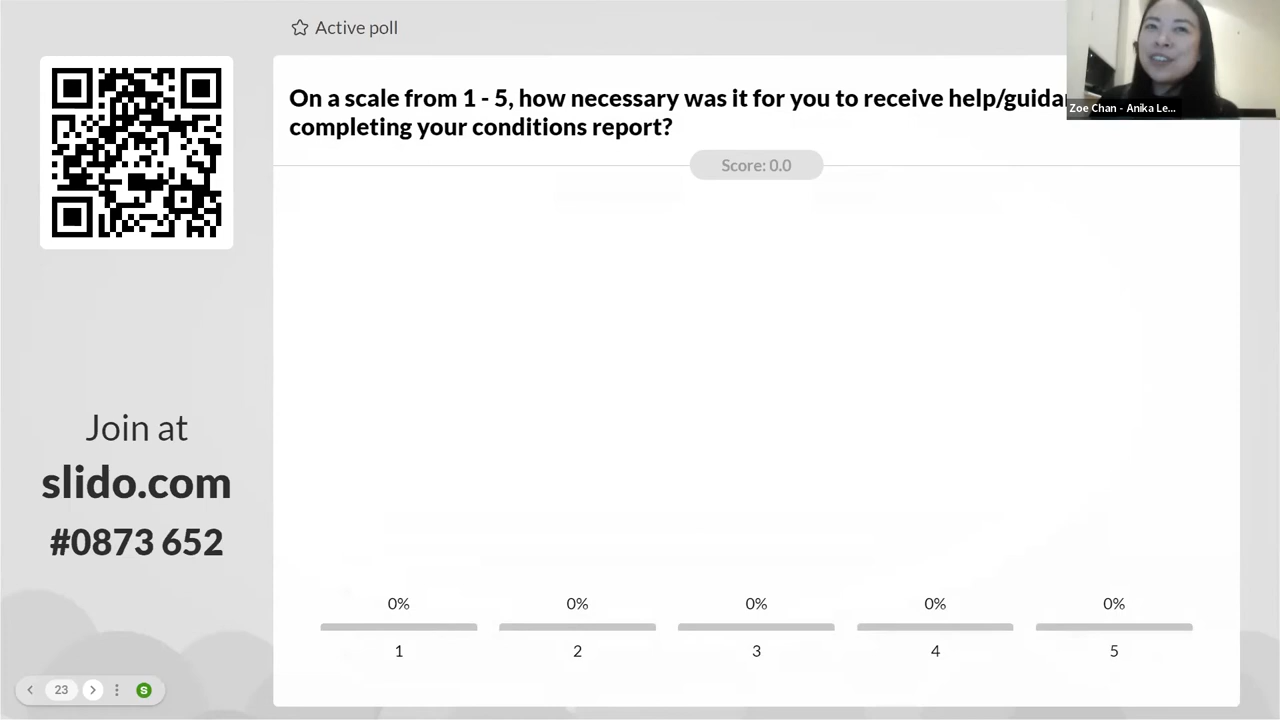 Active poll
On a scale from 1 - 5, how necessary was it for you to receive help/guida
completing your conditions report?
Zoe Chan - Anika Le...
Score: 0.0
Join at
slido.com
#0873 652
0% 0% 0% 0% 0%
1 2 3 4 5
23
S